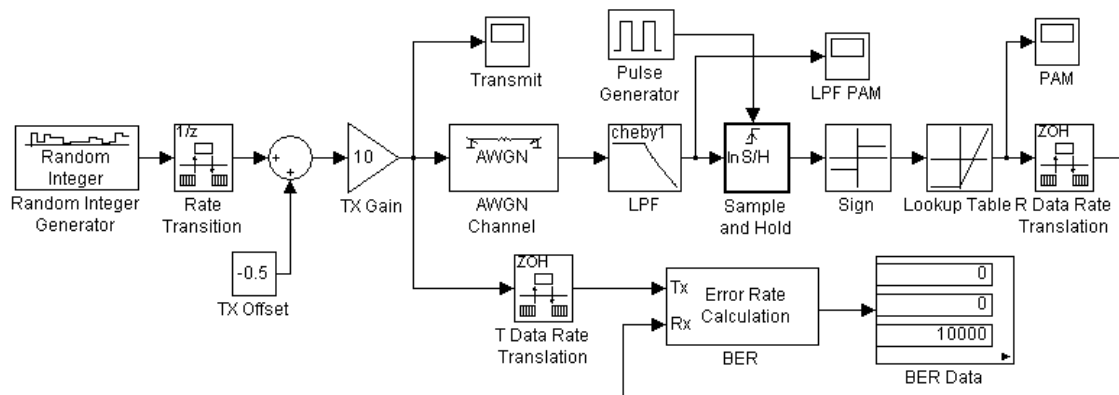 Transmit
Pulse
Generator
LPF PAM
PAM
Random
Integer
Random Integer
Generator
1/z
Rate
Transition
+
+
10
TX Gain
AWGN
AWGN
Channel
cheby1
LPF
In S/H
Sample
and Hold
Sign
Lookup Table
ZOH
R Data Rate
Translation
-0.5
TX Offset
ZOH
T Data Rate
Translation
Tx
Rx
Error Rate
Calculation
BER
0
0
10000
BER Data